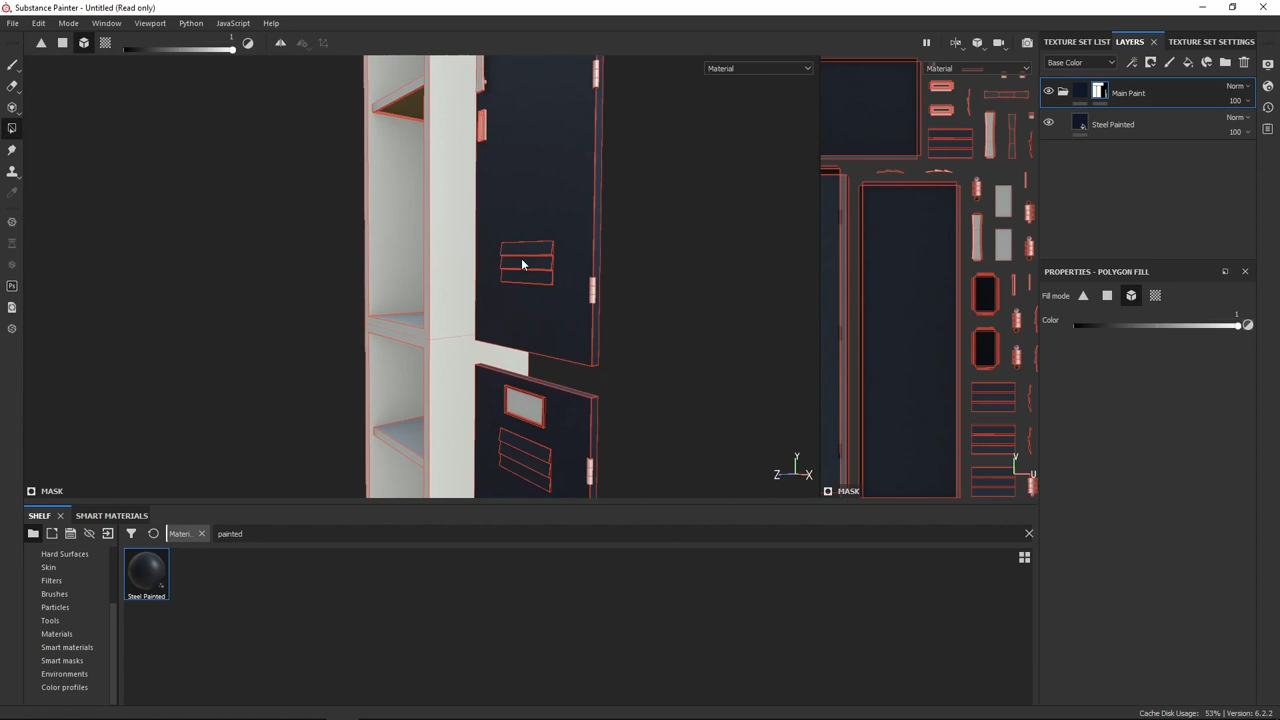 Substance Painter - Untitled (Read only)
File Edit Mode Window Viewport Python JavaScript Help
1
Material
Material
MASK
MASK
Y
Z X
V
U
TEXTURE SET LIST LAYERS TEXTURE SET SETTINGS
Base Color
Main Paint Norm
100
Steel Painted Norm
100
PROPERTIES - POLYGON FILL
Fill mode
Color 1
SHELF SMART MATERIALS
Materi.. painted
Hard Surfaces
Skin
Filters
Brushes
Particles
Tools
Materials
Smart materials
Smart masks
Environments
Color profiles
Steel Painted
Cache Disk Usage: 53% | Version: 6.2.2